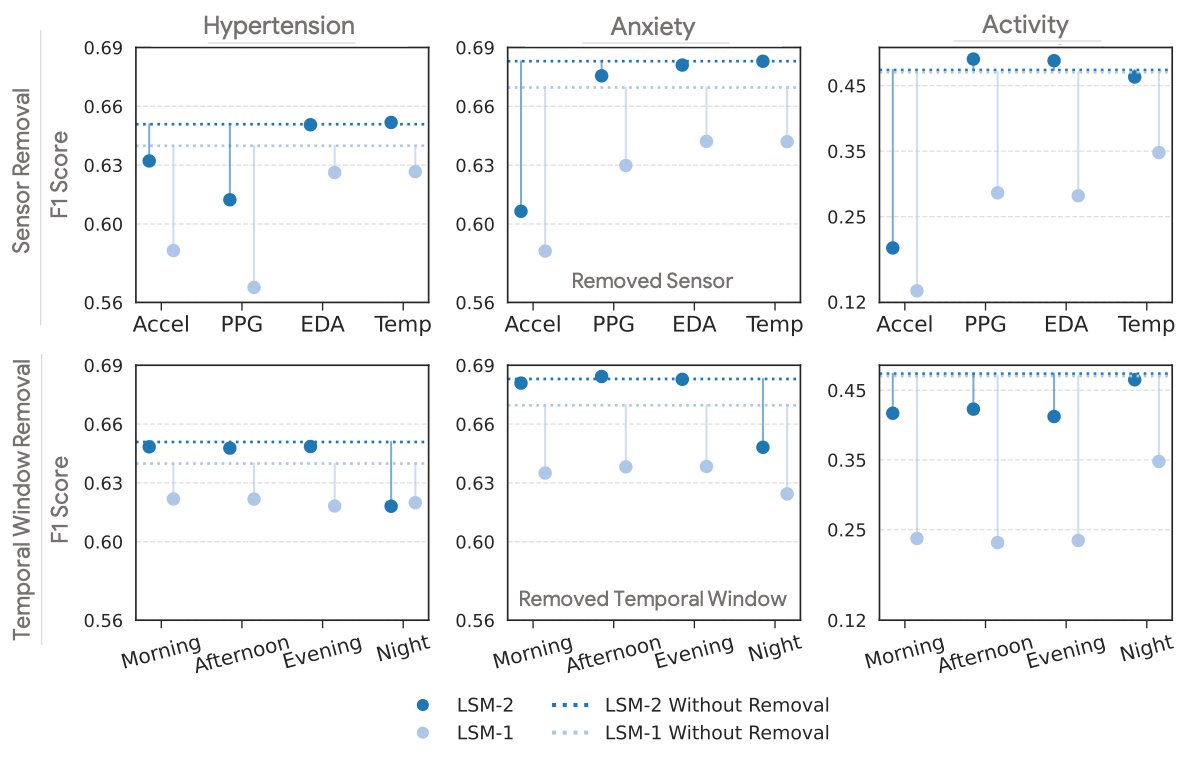 Hypertension
Anxiety
Activity
Sensor Removal
F1 Score
0.69
0.66
0.63
0.60
0.56
Accel PPG EDA Temp
0.69
0.66
0.63
0.60
0.56
Removed Sensor
Accel PPG EDA Temp
0.45
0.35
0.25
0.12
Accel PPG EDA Temp
Temporal Window Removal
F1 Score
0.69
0.66
0.63
0.60
0.56
Morning Afternoon Evening Night
0.69
0.66
0.63
0.60
0.56
Removed Temporal Window
Morning Afternoon Evening Night
0.45
0.35
0.25
0.12
Morning Afternoon Evening Night
LSM-2 LSM-2 Without Removal
LSM-1 LSM-1 Without Removal